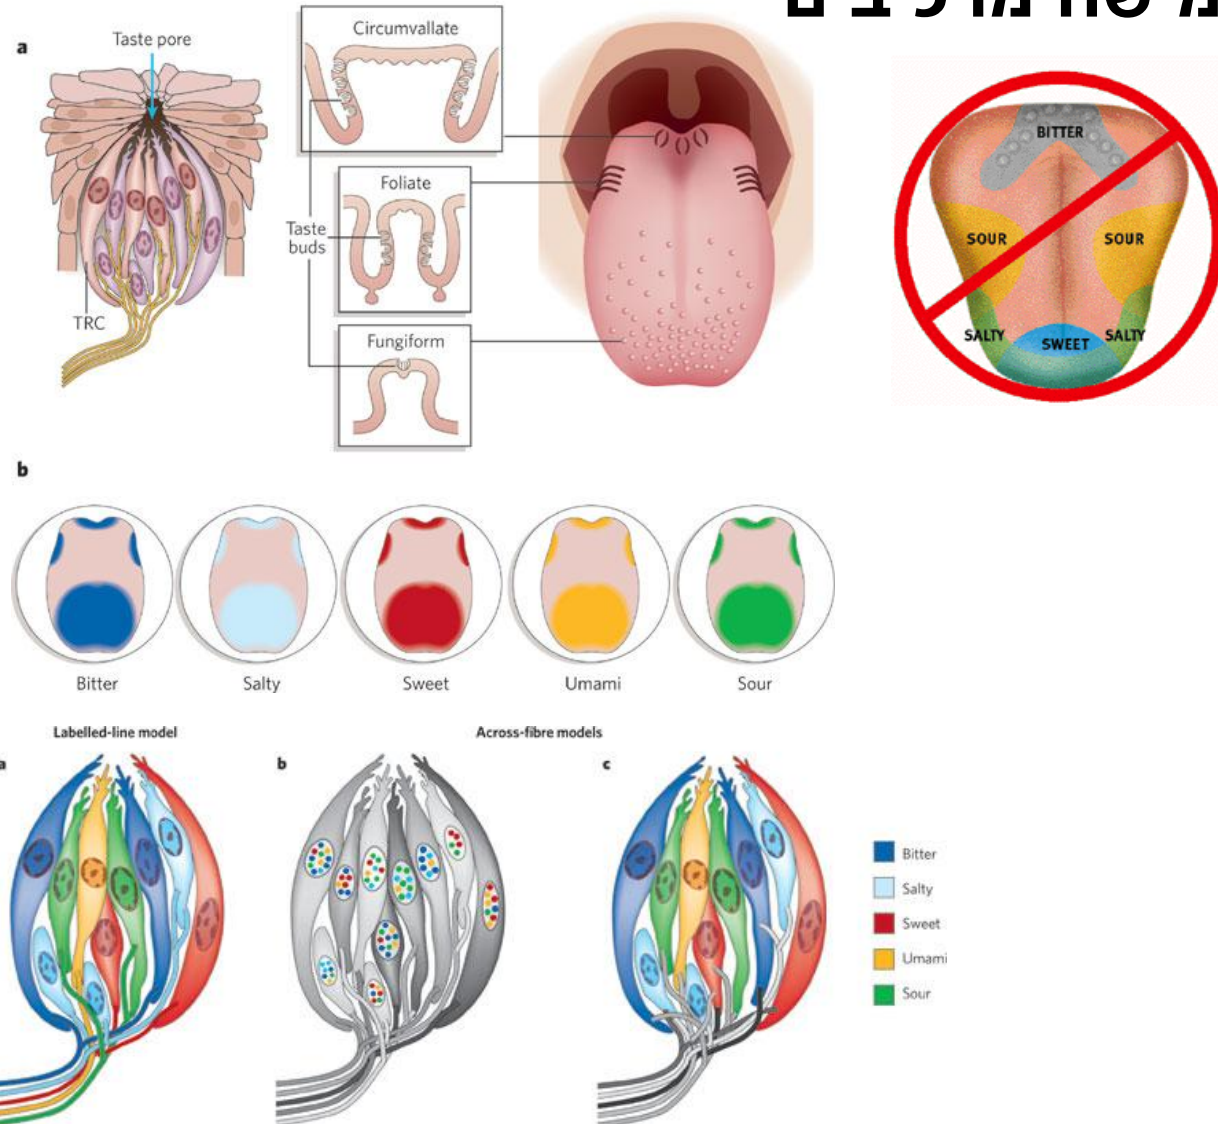 a
Taste pore
TRC
Circumvallate
Foliate
Taste
buds
Fungiform
BITTER
SOUR
SOUR
SALTY
SWEET
SALTY
b
Bitter
Salty
Sweet
Umami
Sour
Labelled-line model
Across-fibre models
a
b
c
Bitter
Salty
Sweet
Umami
Sour